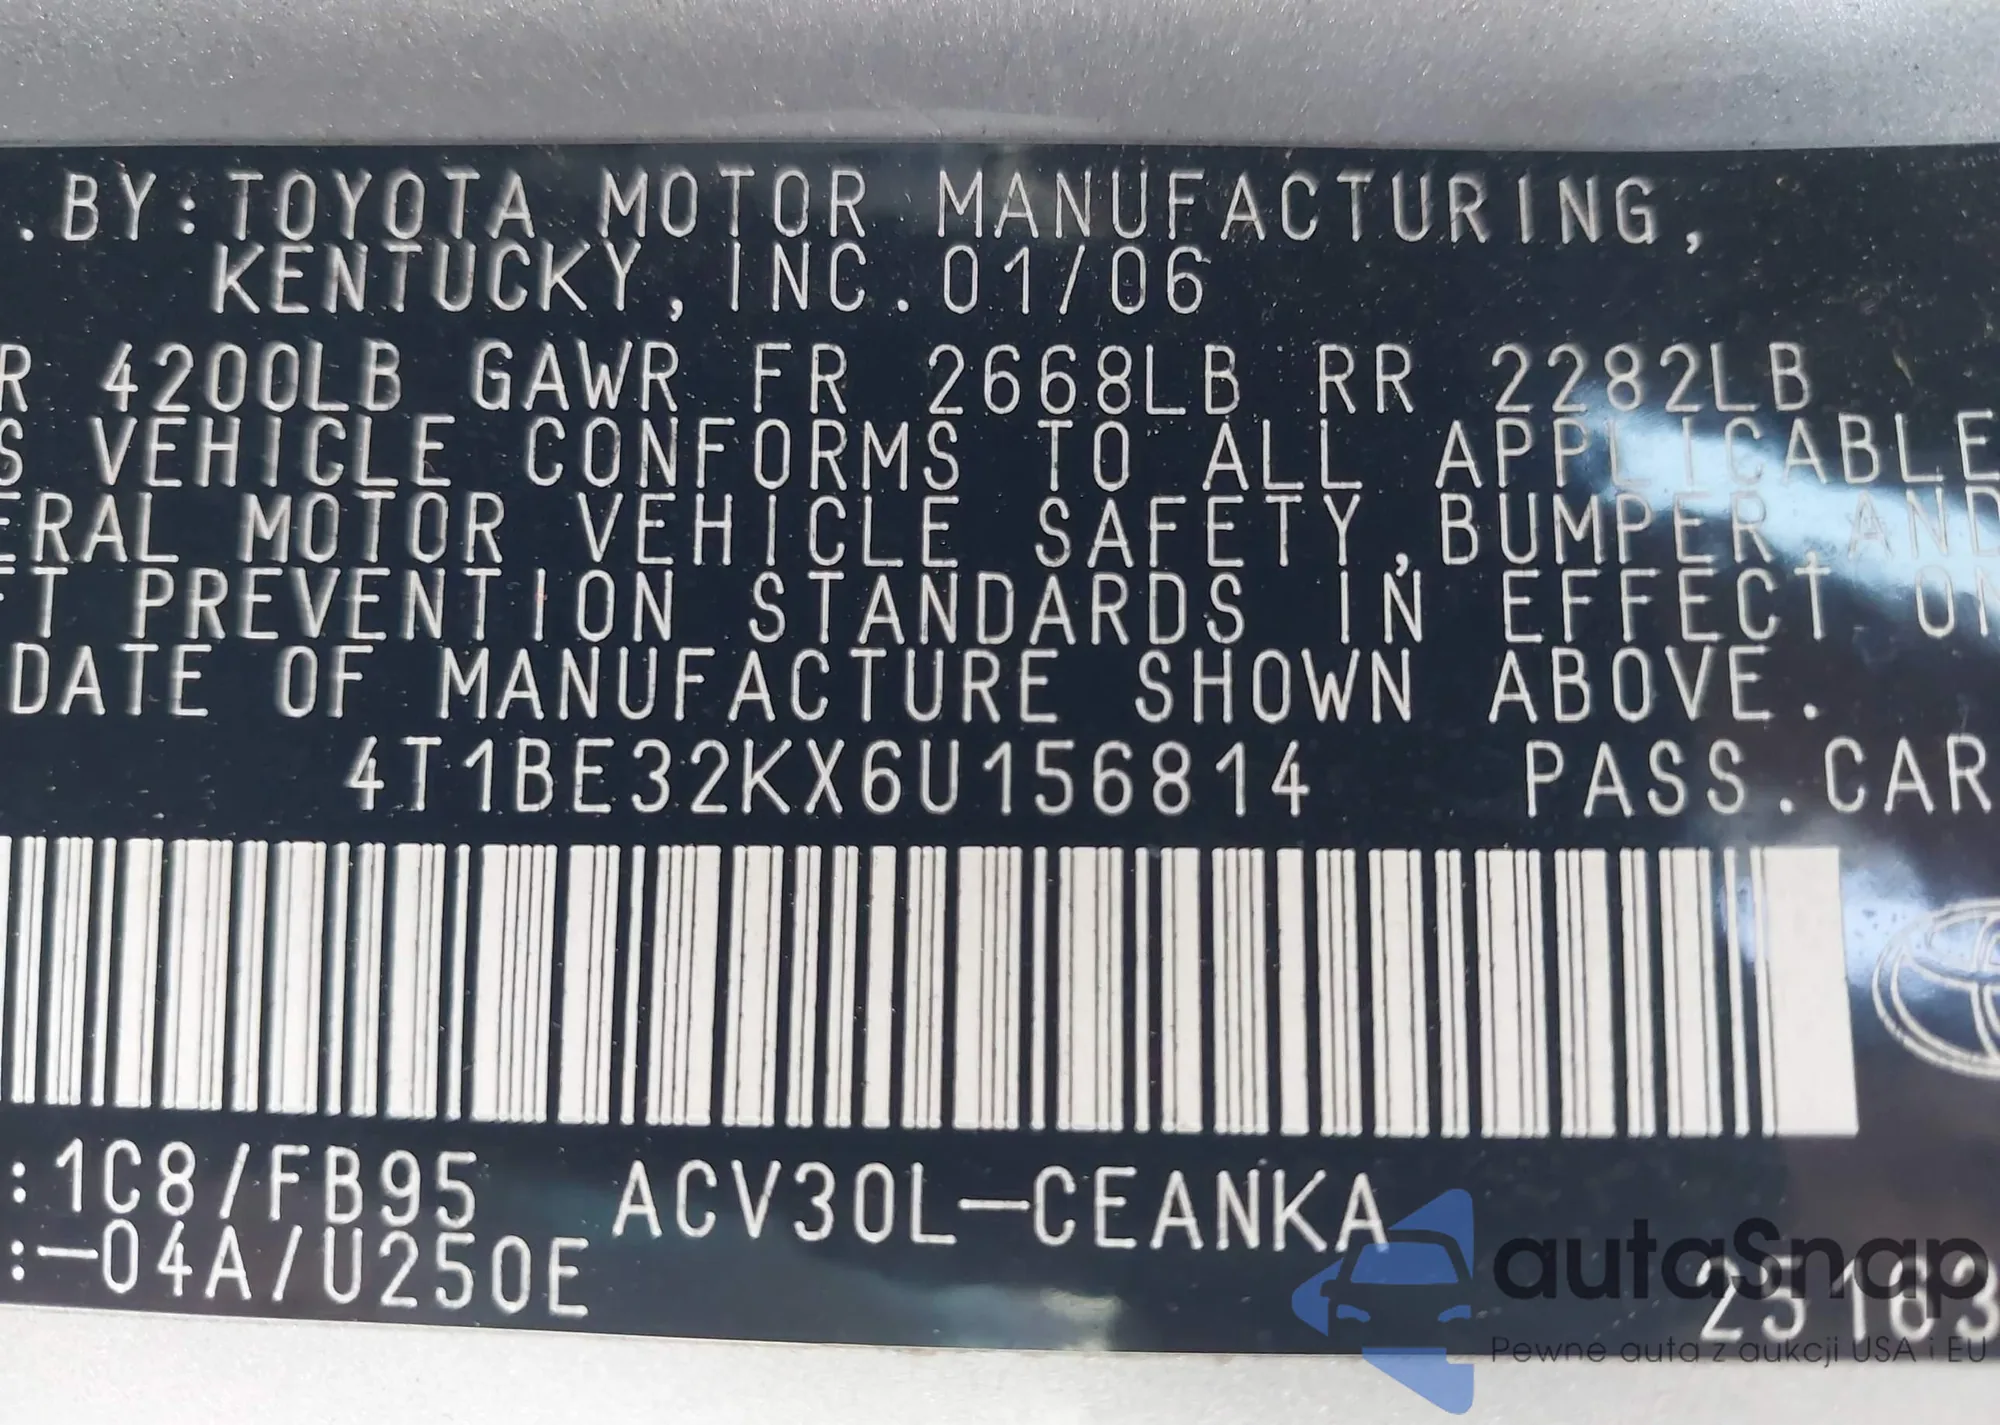 .BY:TOYOTA MOTOR MANUFACTURING,
KENTUCKY,INC.01/06
R 4200LB GAWR FR 2668LB RR 2282LB
S VEHICLE CONFORMS TO ALL APPLICABLE
ERAL MOTOR VEHICLE SAFETY,BUMPER,AND
FT PREVENTION STANDARDS IN EFFECT ON
DATE OF MANUFACTURE SHOWN ABOVE.
4T1BE32KX6U156814 PASS.CAR
:1C8/FB95 ACV30L-CEANKA
:-04A/U250E 25163
autaSnap
Pewne auta z aukcji USA i EU